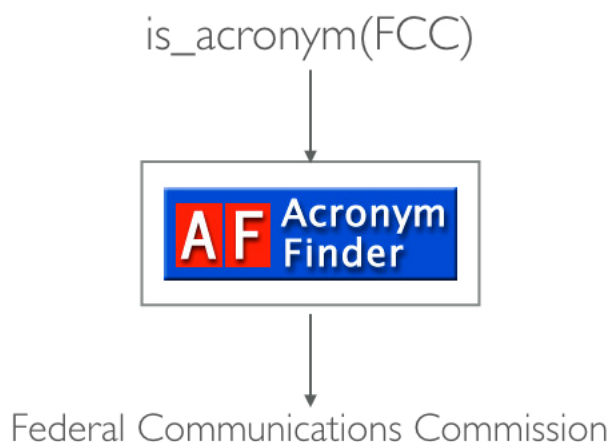 is_acronym(FCC)
AF Acronym
Finder
Federal Communications Commission